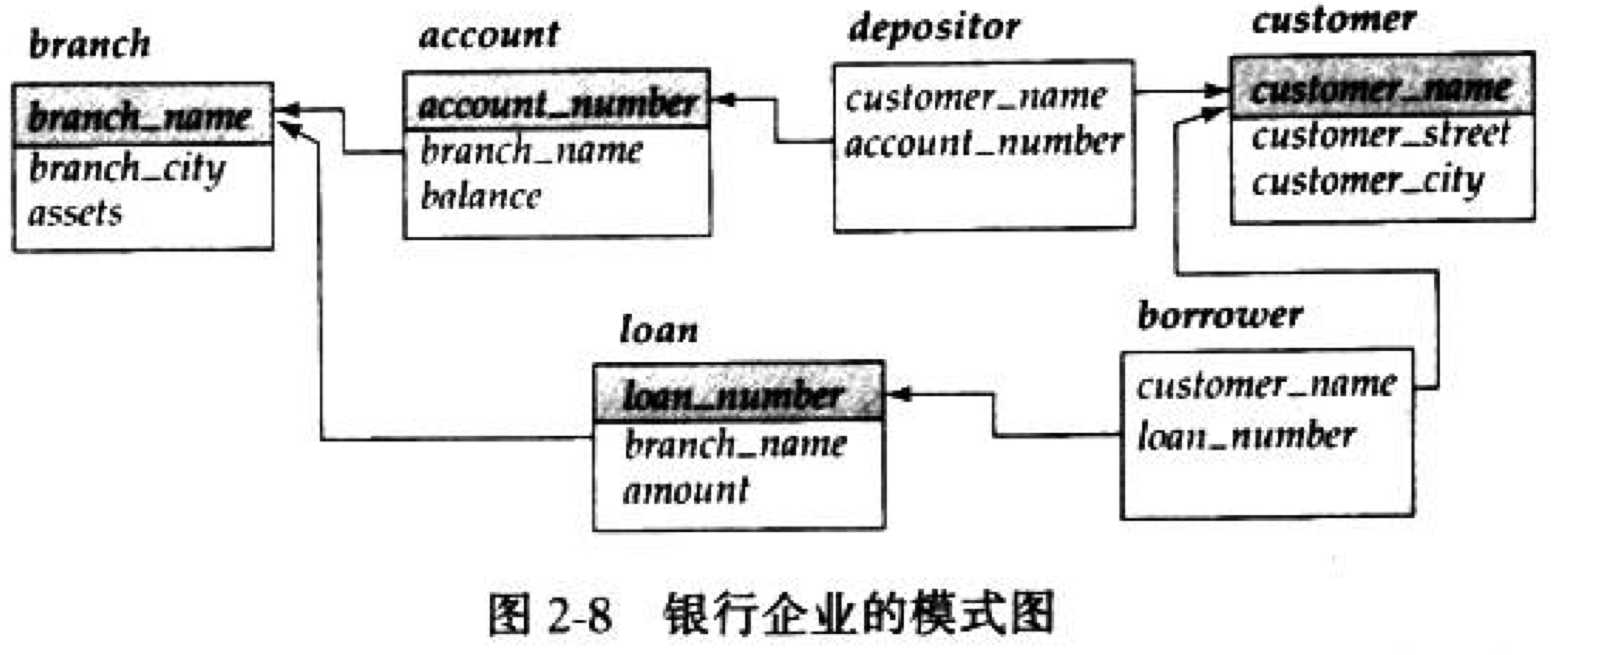 branch
branch_name
branch_city
assets
account
account_number
branch_name
balance
depositor
customer_name
account_number
customer
customer_name
customer_street
customer_city
loan
loan_number
branch_name
amount
borrower
customer_name
loan_number
图 2-8 银行企业的模式图